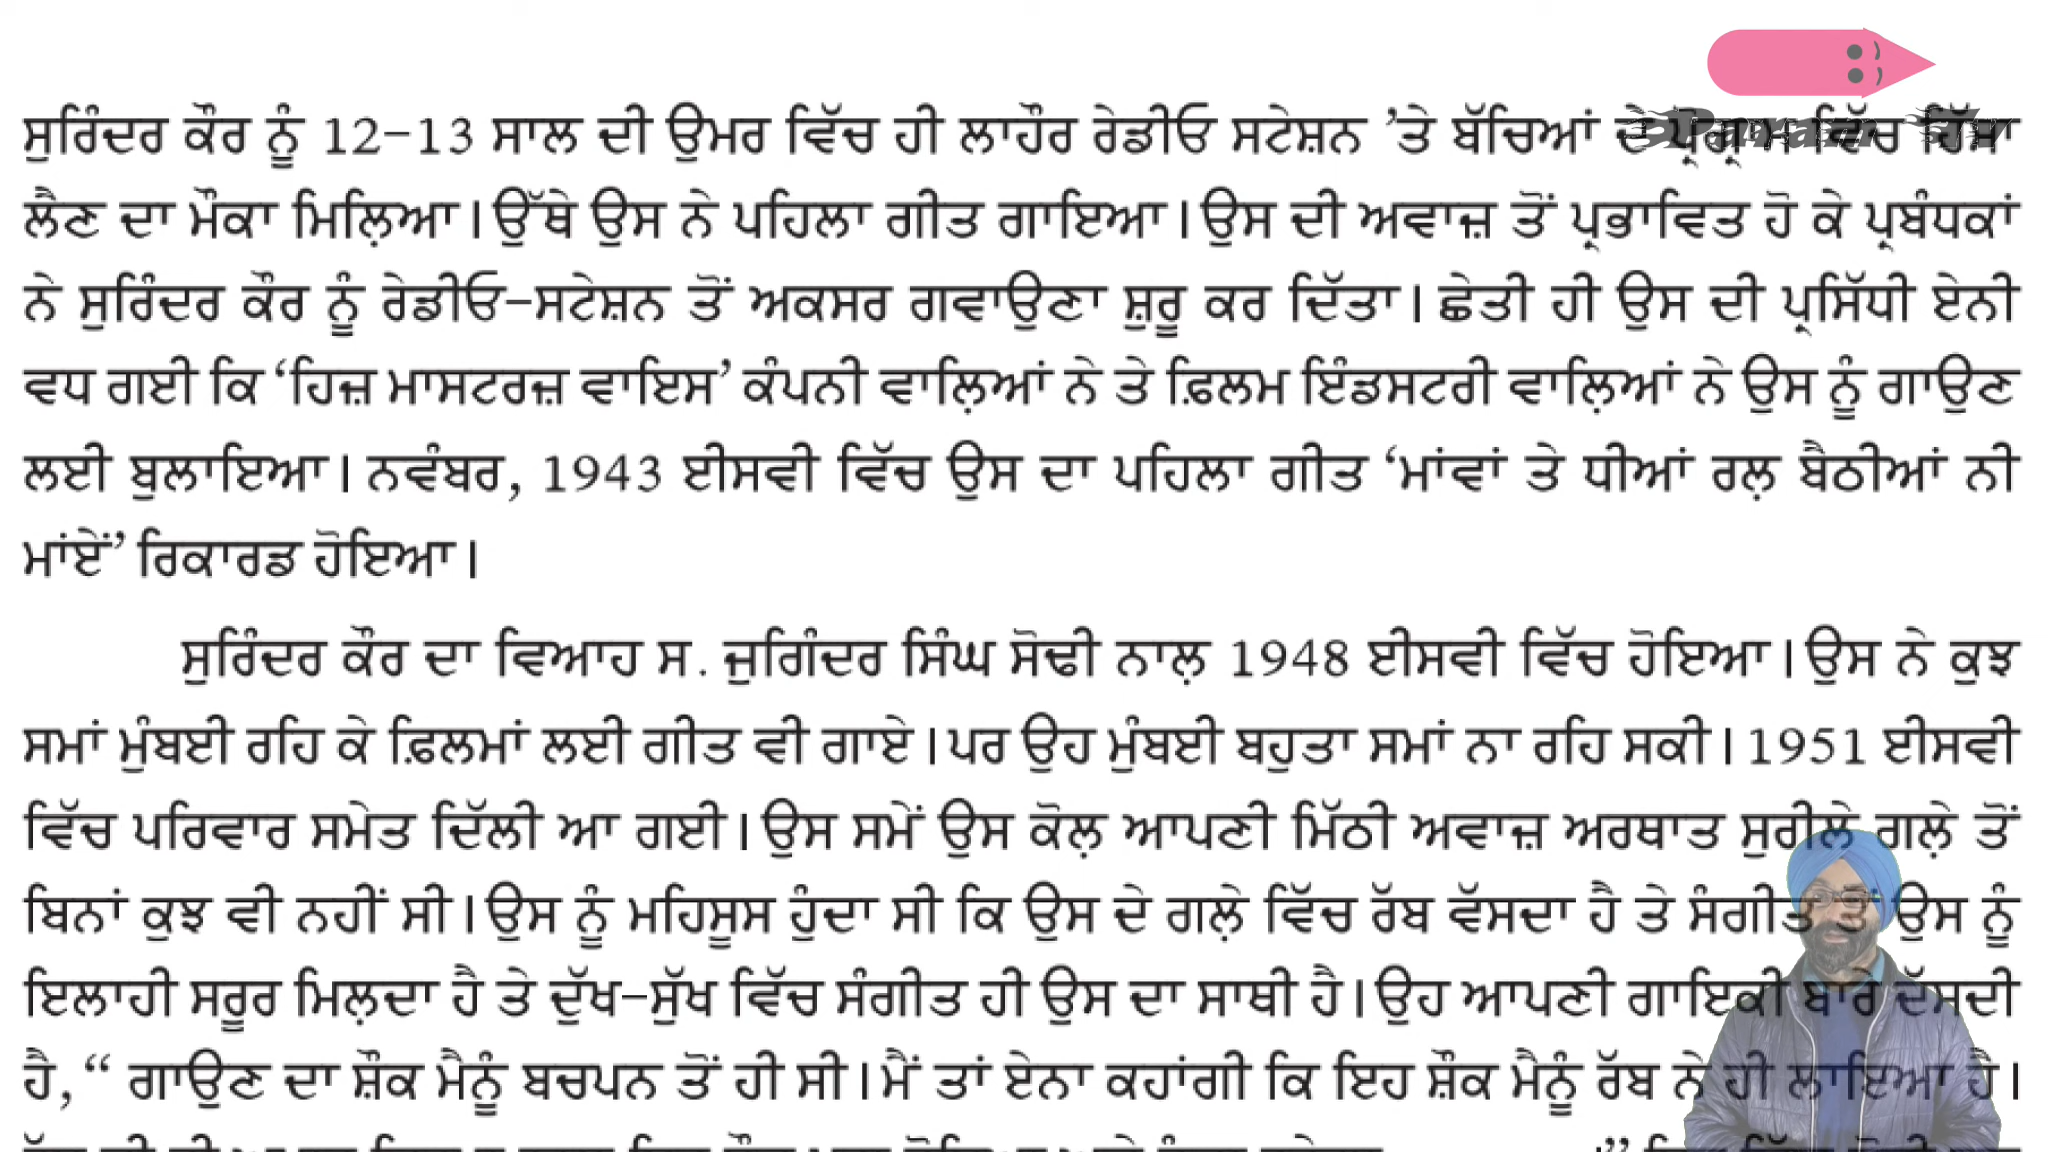 ਸੁਰਿੰਦਰ ਕੌਰ ਨੂੰ 12-13 ਸਾਲ ਦੀ ਉਮਰ ਵਿੱਚ ਹੀ ਲਾਹੌਰ ਰੇਡੀਓ ਸਟੇਸ਼ਨ ’ਤੇ ਬੱਚਿਆਂ ਦੇ ਪ੍ਰੋਗ੍ਰਾਮ ਵਿੱਚ ਹਿੱਸਾ
ਲੈਣ ਦਾ ਮੌਕਾ ਮਿਲ਼ਿਆ। ਉੱਥੇ ਉਸ ਨੇ ਪਹਿਲਾ ਗੀਤ ਗਾਇਆ। ਉਸ ਦੀ ਅਵਾਜ਼ ਤੋਂ ਪ੍ਰਭਾਵਿਤ ਹੋ ਕੇ ਪ੍ਰਬੰਧਕਾਂ
ਨੇ ਸੁਰਿੰਦਰ ਕੌਰ ਨੂੰ ਰੇਡੀਓ-ਸਟੇਸ਼ਨ ਤੋਂ ਅਕਸਰ ਗਵਾਉਣਾ ਸ਼ੁਰੂ ਕਰ ਦਿੱਤਾ। ਛੇਤੀ ਹੀ ਉਸ ਦੀ ਪ੍ਰਸਿੱਧੀ ਏਨੀ
ਵਧ ਗਈ ਕਿ ‘ਹਿਜ਼ ਮਾਸਟਰਜ਼ ਵਾਇਸ’ ਕੰਪਨੀ ਵਾਲ਼ਿਆਂ ਨੇ ਤੇ ਫ਼ਿਲਮ ਇੰਡਸਟਰੀ ਵਾਲ਼ਿਆਂ ਨੇ ਉਸ ਨੂੰ ਗਾਉਣ
ਲਈ ਬੁਲਾਇਆ। ਨਵੰਬਰ, 1943 ਈਸਵੀ ਵਿੱਚ ਉਸ ਦਾ ਪਹਿਲਾ ਗੀਤ ‘ਮਾਂਵਾਂ ਤੇ ਧੀਆਂ ਰਲ਼ ਬੈਠੀਆਂ ਨੀ
ਮਾਂਏਂ’ ਰਿਕਾਰਡ ਹੋਇਆ।
ਸੁਰਿੰਦਰ ਕੌਰ ਦਾ ਵਿਆਹ ਸ. ਜੁਗਿੰਦਰ ਸਿੰਘ ਸੋਢੀ ਨਾਲ਼ 1948 ਈਸਵੀ ਵਿੱਚ ਹੋਇਆ। ਉਸ ਨੇ ਕੁਝ
ਸਮਾਂ ਮੁੰਬਈ ਰਹਿ ਕੇ ਫ਼ਿਲਮਾਂ ਲਈ ਗੀਤ ਵੀ ਗਾਏ। ਪਰ ਉਹ ਮੁੰਬਈ ਬਹੁਤਾ ਸਮਾਂ ਨਾ ਰਹਿ ਸਕੀ। 1951 ਈਸਵੀ
ਵਿੱਚ ਪਰਿਵਾਰ ਸਮੇਤ ਦਿੱਲੀ ਆ ਗਈ। ਉਸ ਸਮੇਂ ਉਸ ਕੋਲ਼ ਆਪਣੀ ਮਿੱਠੀ ਅਵਾਜ਼ ਅਰਥਾਤ ਸੁਰੀਲੇ ਗਲ਼ੇ ਤੋਂ
ਬਿਨਾਂ ਕੁਝ ਵੀ ਨਹੀਂ ਸੀ। ਉਸ ਨੂੰ ਮਹਿਸੂਸ ਹੁੰਦਾ ਸੀ ਕਿ ਉਸ ਦੇ ਗਲ਼ੇ ਵਿੱਚ ਰੱਬ ਵੱਸਦਾ ਹੈ ਤੇ ਸੰਗੀਤ ਤੋਂ ਉਸ ਨੂੰ
ਇਲਾਹੀ ਸਰੂਰ ਮਿਲ਼ਦਾ ਹੈ ਤੇ ਦੁੱਖ-ਸੁੱਖ ਵਿੱਚ ਸੰਗੀਤ ਹੀ ਉਸ ਦਾ ਸਾਥੀ ਹੈ। ਉਹ ਆਪਣੀ ਗਾਇਕੀ ਬਾਰੇ ਦੱਸਦੀ
ਹੈ, “ ਗਾਉਣ ਦਾ ਸ਼ੌਕ ਮੈਨੂੰ ਬਚਪਨ ਤੋਂ ਹੀ ਸੀ। ਮੈਂ ਤਾਂ ਏਨਾ ਕਹਾਂਗੀ ਕਿ ਇਹ ਸ਼ੌਕ ਮੈਨੂੰ ਰੱਬ ਨੇ ਹੀ ਲਾਇਆ ਹੈ।